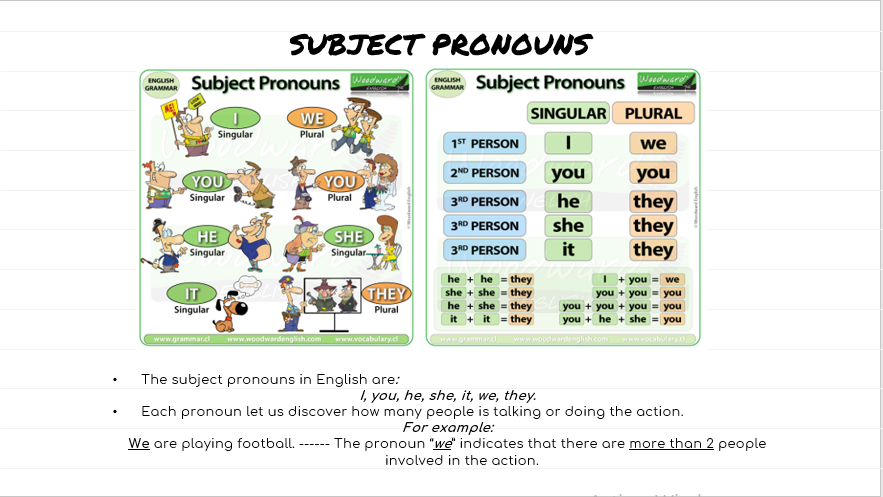 SUBJECT PRONOUNS
ENGLISH GRAMMAR
Subject Pronouns
Woodward ENGLISH
ME!
I
Singular
WE
Plural
YOU
Singular
YOU
Plural
HE
Singular
SHE
Singular
IT
Singular
THEY
Plural
© Woodward English
www.grammar.cl www.woodwardenglish.com www.vocabulary.cl
ENGLISH GRAMMAR
Subject Pronouns
Woodward ENGLISH
SINGULAR PLURAL
1ST PERSON I we
2ND PERSON you you
3RD PERSON he they
3RD PERSON she they
3RD PERSON it they
he + he = they I + you = we
she + she = they you + you = you
he + she = they you + you + you = you
it + it = they you + he + she = you
© Woodward English
www.grammar.cl www.woodwardenglish.com www.vocabulary.cl
• The subject pronouns in English are:
I, you, he, she, it, we, they.
• Each pronoun let us discover how many people is talking or doing the action.
For example:
We are playing football. ------ The pronoun "we" indicates that there are more than 2 people
involved in the action.